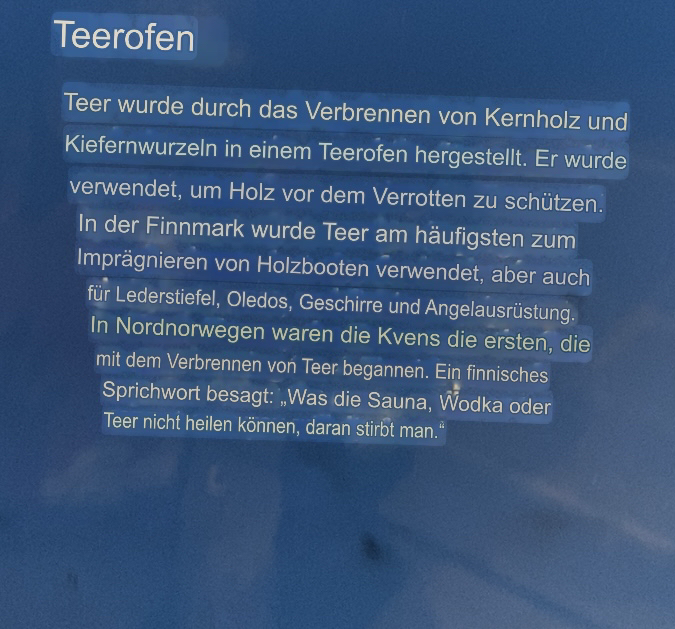 Teerofen
Teer wurde durch das Verbrennen von Kernholz und
Kiefernwurzeln in einem Teerofen hergestellt. Er wurde
verwendet, um Holz vor dem Verrotten zu schützen.
In der Finnmark wurde Teer am häufigsten zum
Imprägnieren von Holzbooten verwendet, aber auch
für Lederstiefel, Oledos, Geschirre und Angelausrüstung.
In Nordnorwegen waren die Kvens die ersten, die
mit dem Verbrennen von Teer begannen. Ein finnisches
Sprichwort besagt: „Was die Sauna, Wodka oder
Teer nicht heilen können, daran stirbt man.“